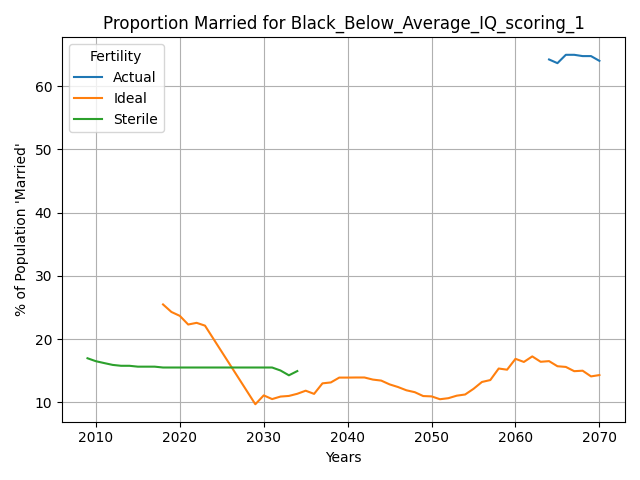 Proportion Married for Black_Below_Average_IQ_scoring_1
Fertility
Actual
Ideal
Sterile
% of Population 'Married'
60
50
40
30
20
10
2010 2020 2030 2040 2050 2060 2070
Years